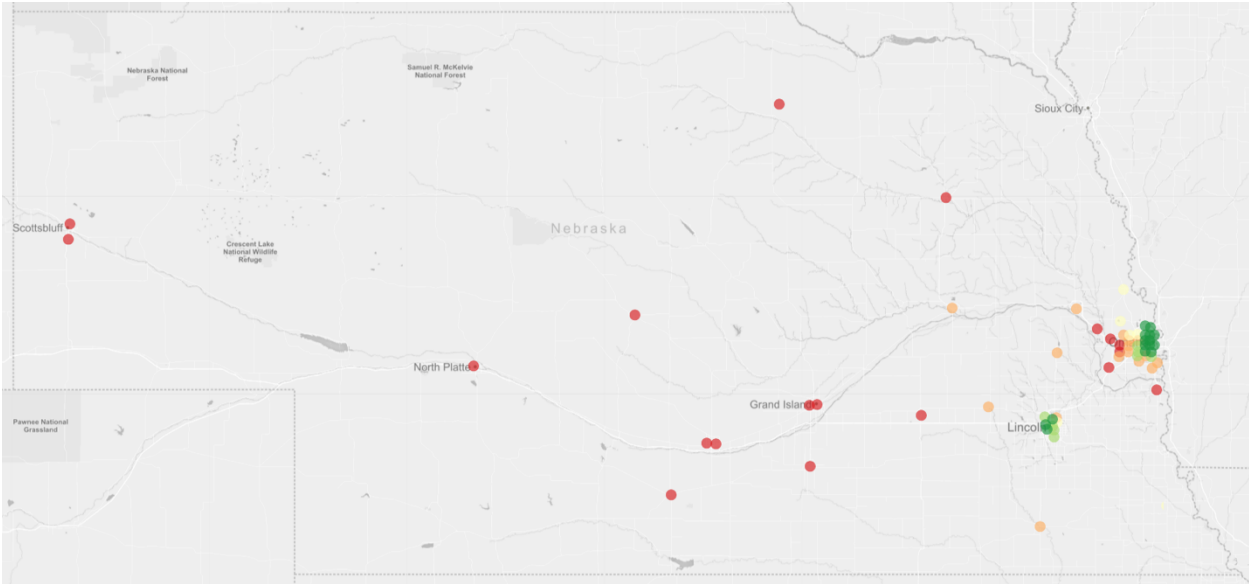 Nebraska National
Forest
Samuel R. McKelvie
National Forest
Sioux City
Scottsbluff
Nebraska
Crescent Lake
National Wildlife
Refuge
North Platte
Grand Island
Pawnee National
Grassland
Lincoln